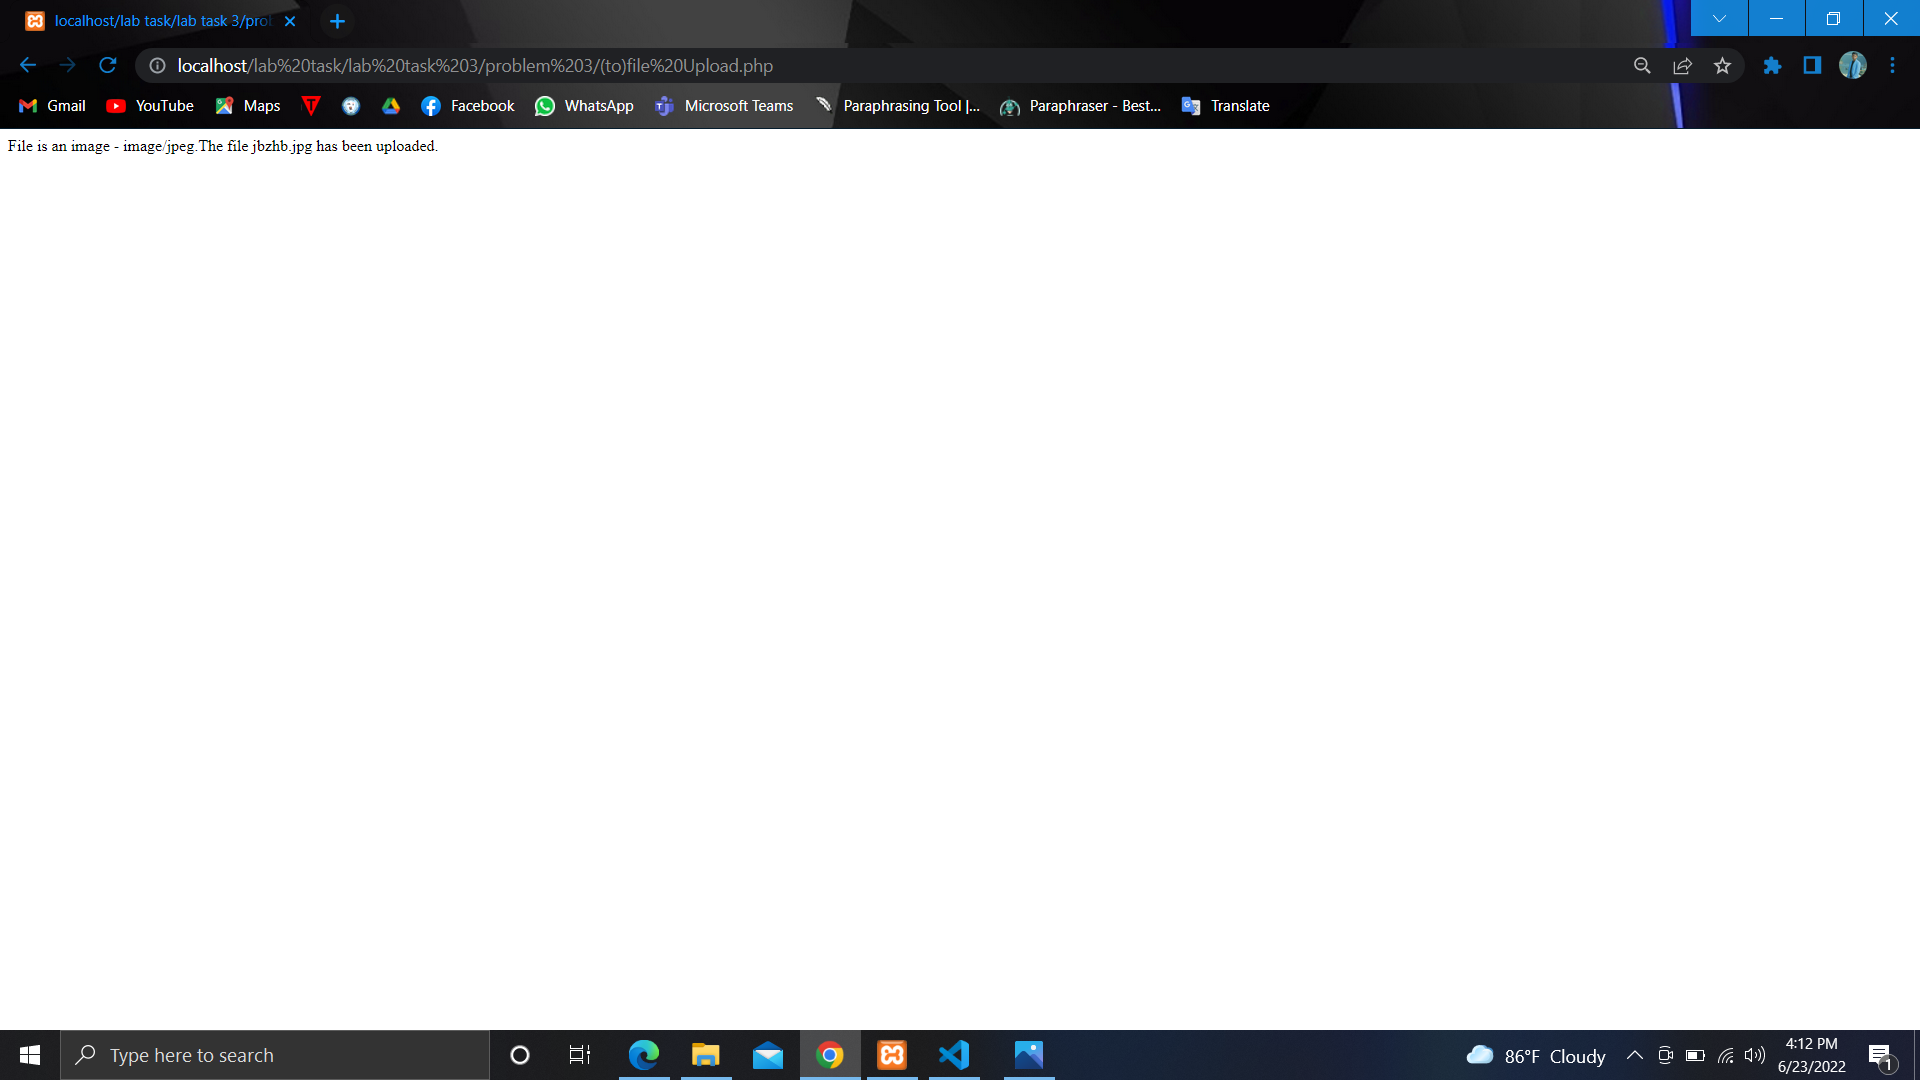 localhost/lab task/lab task 3/pro
localhost/lab%20task/lab%20task%203/problem%203/(to)file%20Upload.php
Gmail YouTube Maps Facebook WhatsApp Microsoft Teams Paraphrasing Tool |... Paraphraser - Best... Translate
File is an image - image/jpeg.The file jbzhb.jpg has been uploaded.
Type here to search
86°F Cloudy
4:12 PM
6/23/2022
1